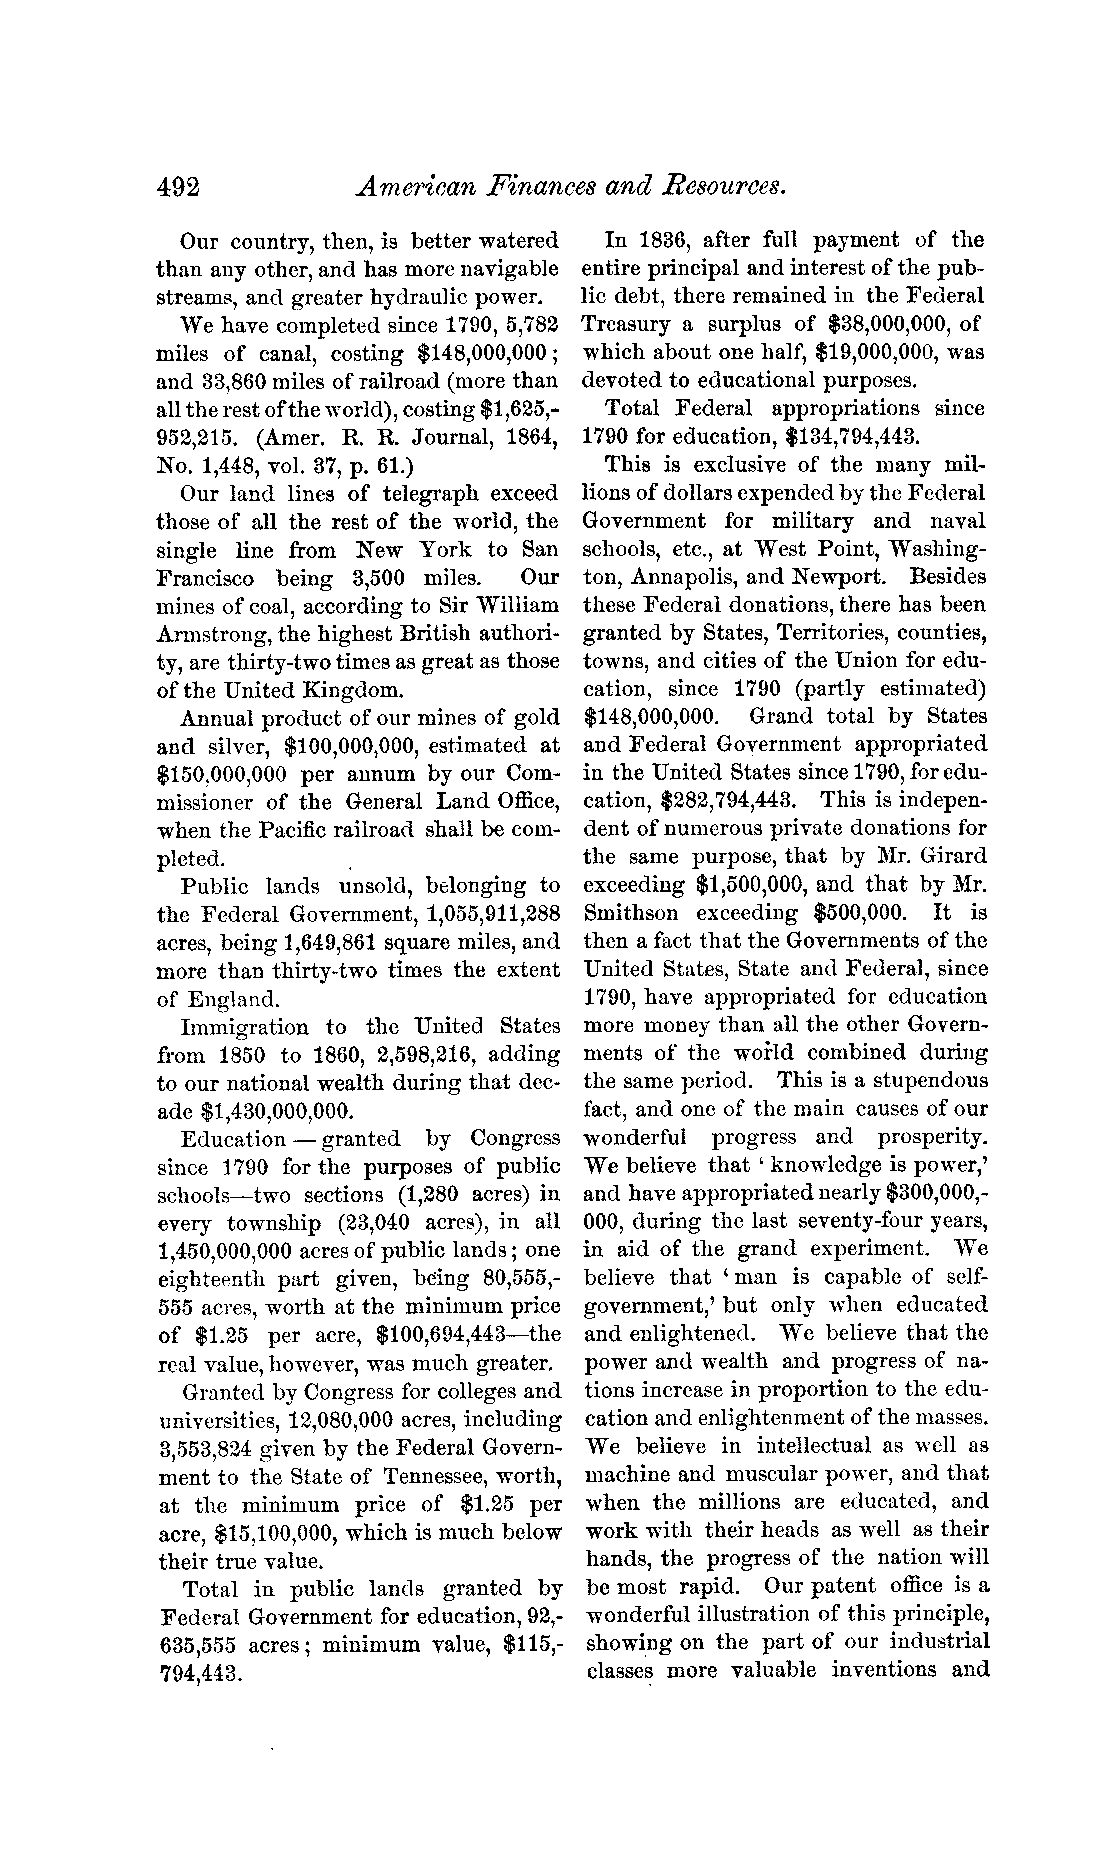 492 American Finances and Resources.
Our country, then, is better watered
than any other, and has more navigable
streams, and greater hydraulic power.
We have completed since 1790, 5,782
miles of canal, costing $148,000,000;
and 33,860 miles of railroad (more than
all the rest of the world), costing $1,625,-
952,215. (Amer. R. R. Journal, 1864,
No. 1,448, vol. 37, p. 61.)
Our land lines of telegraph exceed
those of all the rest of the world, the
single line from New York to San
Francisco being 3,500 miles. Our
mines of coal, according to Sir William
Armstrong, the highest British authori-
ty, are thirty-two times as great as those
of the United Kingdom.
Annual product of our mines of gold
and silver, $100,000,000, estimated at
$150,000,000 per annum by our Com-
missioner of the General Land Office,
when the Pacific railroad shall be com-
pleted.
Public lands unsold, belonging to
the Federal Government, 1,055,911,288
acres, being 1,649,861 square miles, and
more than thirty-two times the extent
of England.
Immigration to the United States
from 1850 to 1860, 2,598,216, adding
to our national wealth during that dec-
ade $1,430,000,000.
Education — granted by Congress
since 1790 for the purposes of public
schools—two sections (1,280 acres) in
every township (23,040 acres), in all
1,450,000,000 acres of public lands; one
eighteenth part given, being 80,555,-
555 acres, worth at the minimum price
of $1.25 per acre, $100,694,443—the
real value, however, was much greater.
Granted by Congress for colleges and
universities, 12,080,000 acres, including
3,553,824 given by the Federal Govern-
ment to the State of Tennessee, worth,
at the minimum price of $1.25 per
acre, $15,100,000, which is much below
their true value.
Total in public lands granted by
Federal Government for education, 92,-
635,555 acres; minimum value, $115,-
794,443.
In 1836, after full payment of the
entire principal and interest of the pub-
lic debt, there remained in the Federal
Treasury a surplus of $38,000,000, of
which about one half, $19,000,000, was
devoted to educational purposes.
Total Federal appropriations since
1790 for education, $134,794,443.
This is exclusive of the many mil-
lions of dollars expended by the Federal
Government for military and naval
schools, etc., at West Point, Washing-
ton, Annapolis, and Newport. Besides
these Federal donations, there has been
granted by States, Territories, counties,
towns, and cities of the Union for edu-
cation, since 1790 (partly estimated)
$148,000,000. Grand total by States
and Federal Government appropriated
in the United States since 1790, for edu-
cation, $282,794,443. This is indepen-
dent of numerous private donations for
the same purpose, that by Mr. Girard
exceeding $1,500,000, and that by Mr.
Smithson exceeding $500,000. It is
then a fact that the Governments of the
United States, State and Federal, since
1790, have appropriated for education
more money than all the other Govern-
ments of the world combined during
the same period. This is a stupendous
fact, and one of the main causes of our
wonderful progress and prosperity.
We believe that ‘ knowledge is power,’
and have appropriated nearly $300,000,-
000, during the last seventy-four years,
in aid of the grand experiment. We
believe that ‘ man is capable of self-
government,’ but only when educated
and enlightened. We believe that the
power and wealth and progress of na-
tions increase in proportion to the edu-
cation and enlightenment of the masses.
We believe in intellectual as well as
machine and muscular power, and that
when the millions are educated, and
work with their heads as well as their
hands, the progress of the nation will
be most rapid. Our patent office is a
wonderful illustration of this principle,
showing on the part of our industrial
classes more valuable inventions and